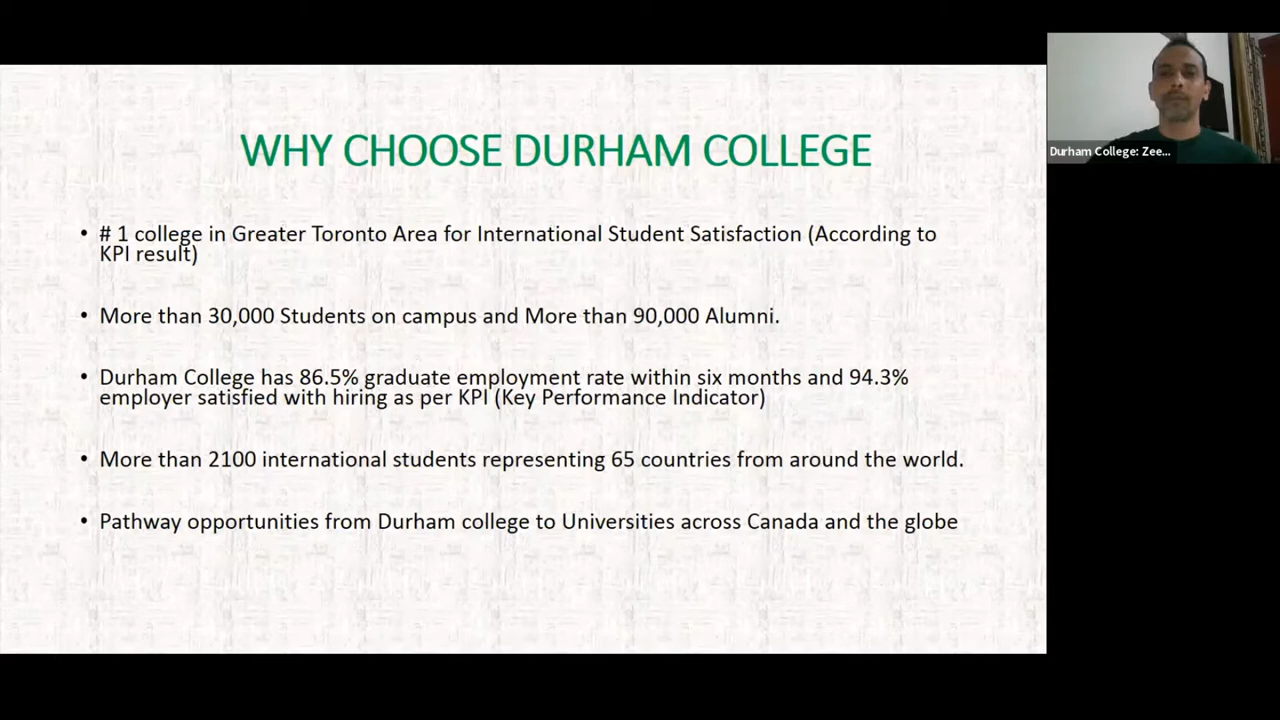 WHY CHOOSE DURHAM COLLEGE
• # 1 college in Greater Toronto Area for International Student Satisfaction (According to
KPI result)
• More than 30,000 Students on campus and More than 90,000 Alumni.
• Durham College has 86.5% graduate employment rate within six months and 94.3%
employer satisfied with hiring as per KPI (Key Performance Indicator)
• More than 2100 international students representing 65 countries from around the world.
• Pathway opportunities from Durham college to Universities across Canada and the globe
Durham College: Zee...